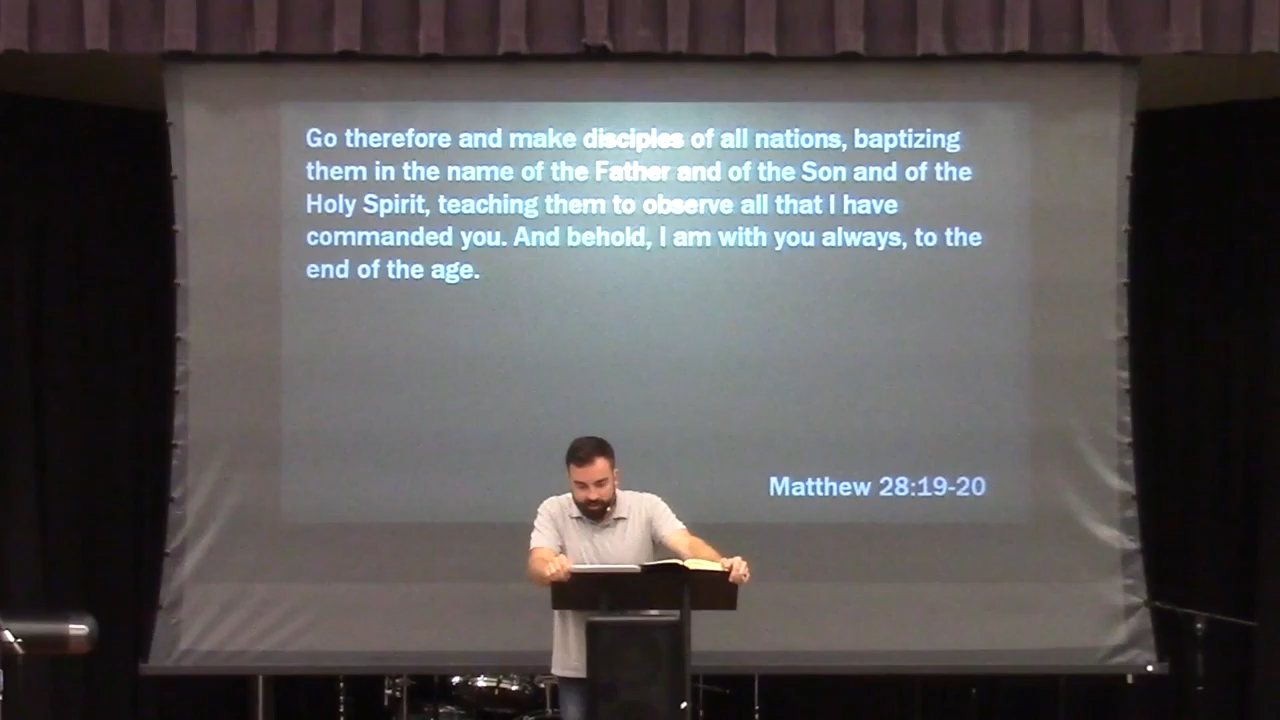 Go therefore and make disciples of all nations, baptizing
them in the name of the Father and of the Son and of the
Holy Spirit, teaching them to observe all that I have
commanded you. And behold, I am with you always, to the
end of the age.
Matthew 28:19-20